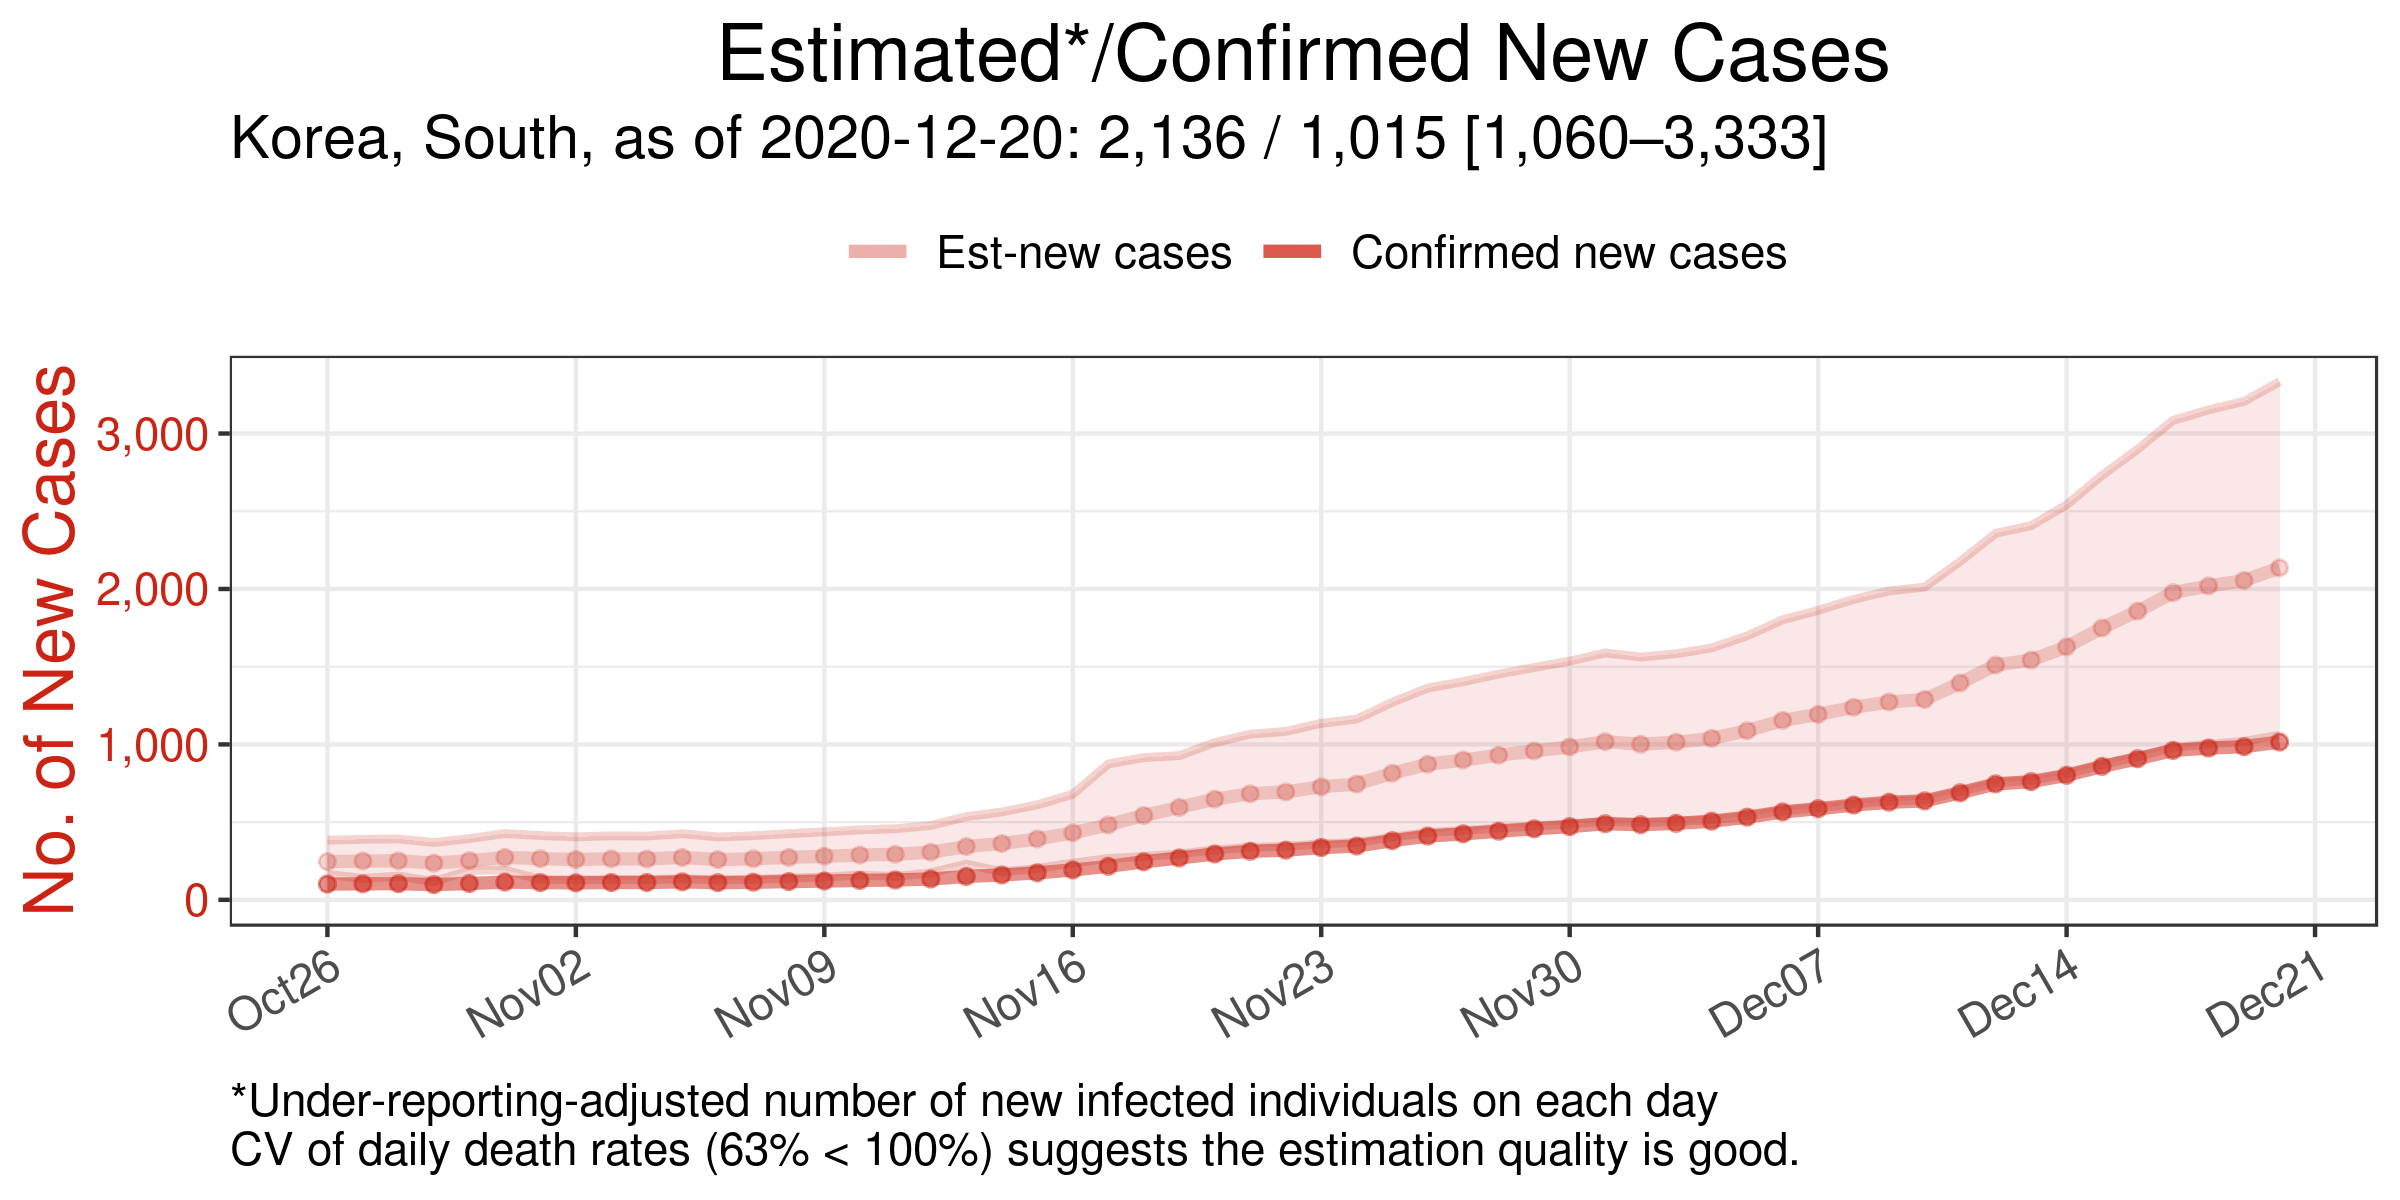 Estimated*/Confirmed New Cases
Korea, South, as of 2020-12-20: 2,136 / 1,015 [1,060–3,333]
Est-new cases
Confirmed new cases
No. of New Cases
3,000
2,000
1,000
0
Oct26
Nov02
Nov09
Nov16
Nov23
Nov30
Dec07
Dec14
Dec21
*Under-reporting-adjusted number of new infected individuals on each day
CV of daily death rates (63% < 100%) suggests the estimation quality is good.